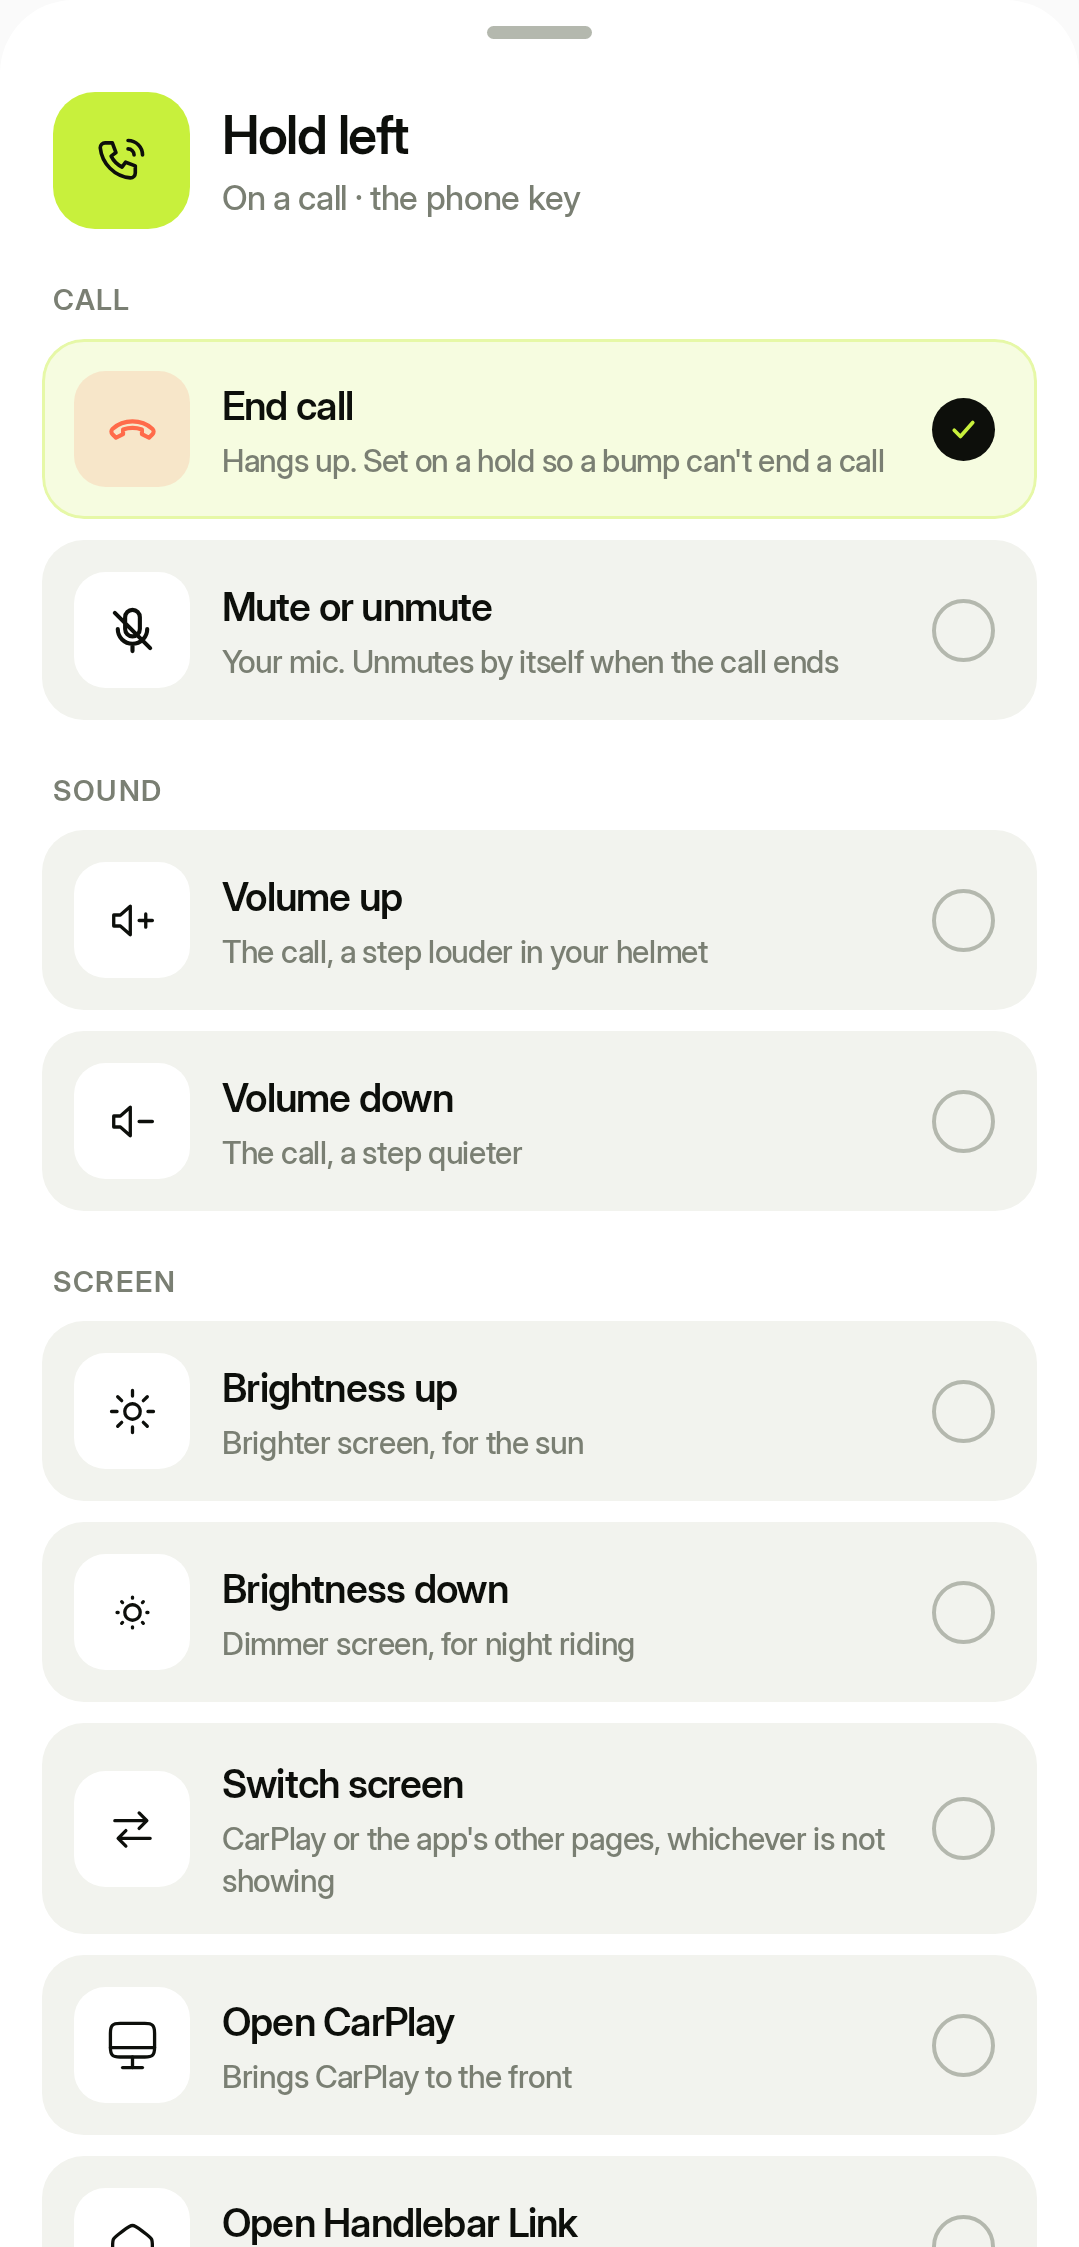 Hold left
On a call · the phone key
CALL
End call
Hangs up. Set on a hold so a bump can't end a call
Mute or unmute
Your mic. Unmutes by itself when the call ends
SOUND
Volume up
The call, a step louder in your helmet
Volume down
The call, a step quieter
SCREEN
Brightness up
Brighter screen, for the sun
Brightness down
Dimmer screen, for night riding
Switch screen
CarPlay or the app's other pages, whichever is not
showing
Open CarPlay
Brings CarPlay to the front
Open Handlebar Link